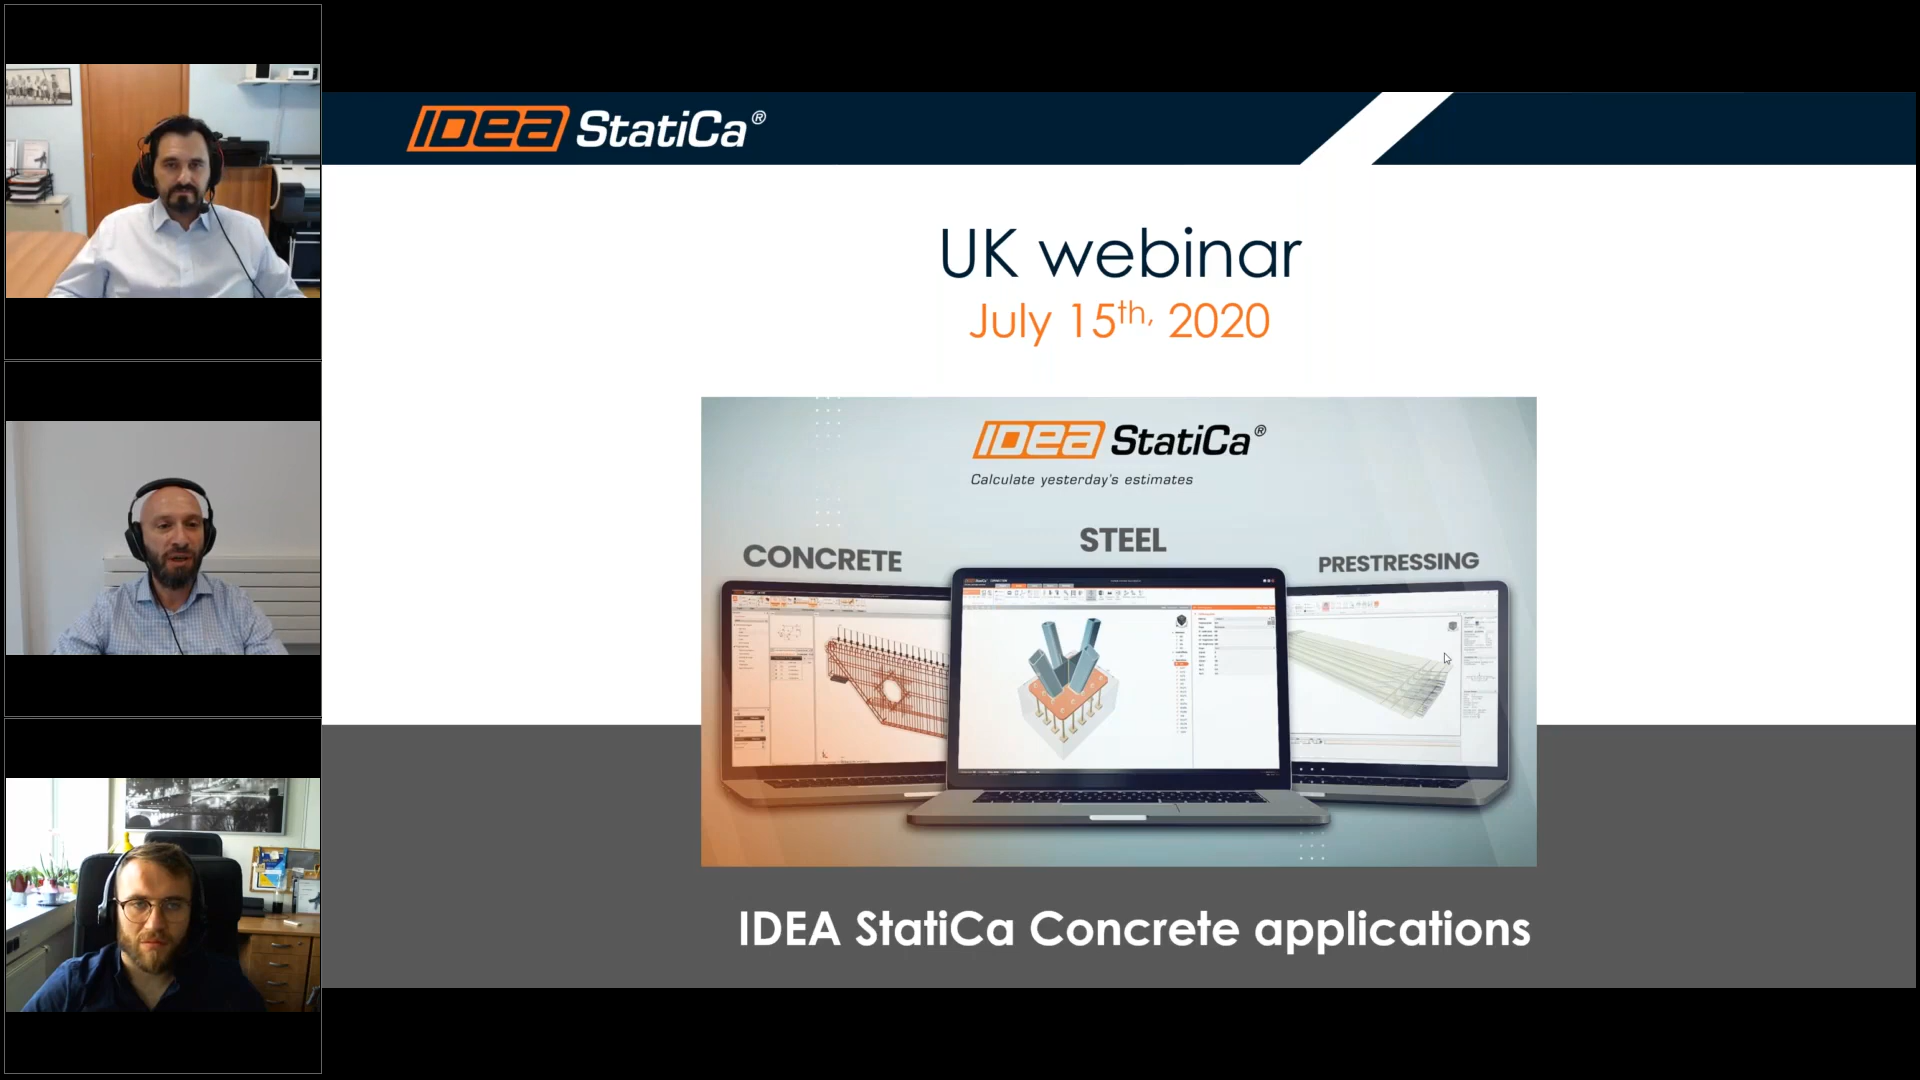 IDEA StatiCa®
UK webinar
July 15th, 2020
IDEA StatiCa®
Calculate yesterday's estimates
CONCRETE
STEEL
PRESTRESSING
IDEA StatiCa Concrete applications